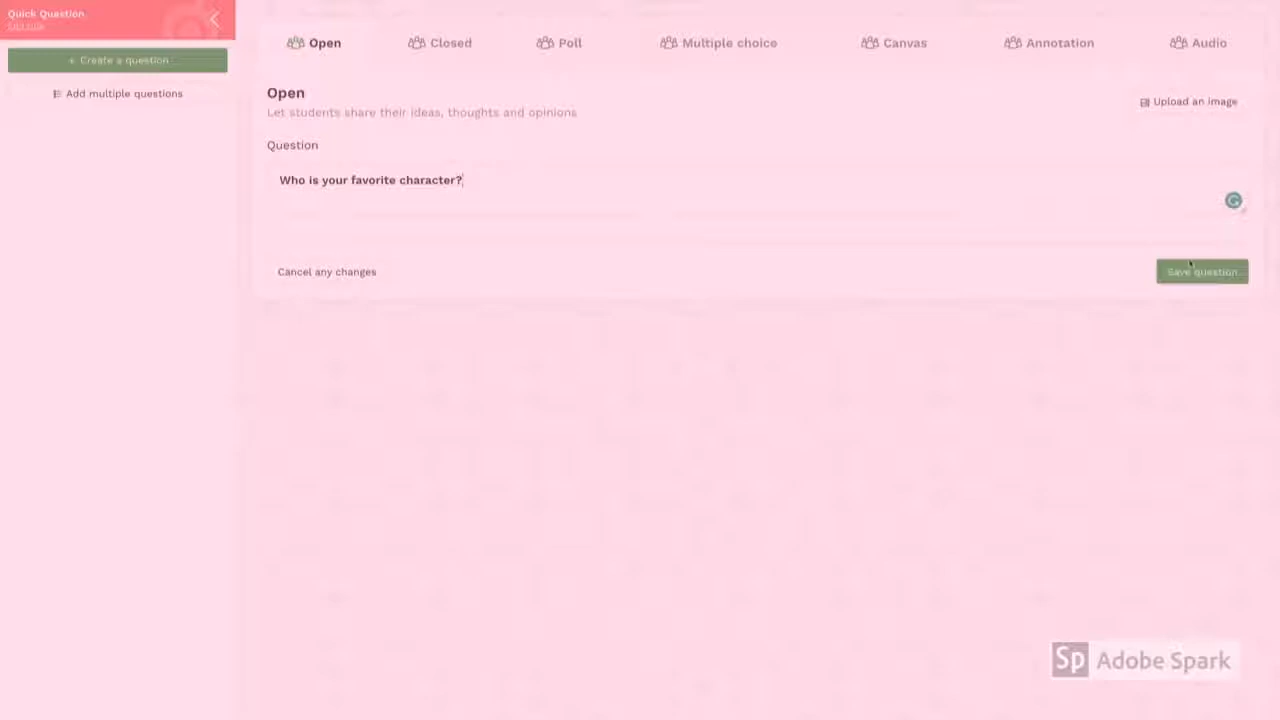 Quick Question
+ Create a question
Add multiple questions
Open
Closed
Poll
Multiple choice
Canvas
Annotation
Audio
Open
Let students share their ideas, thoughts and opinions
Upload an image
Question
Who is your favorite character?
Cancel any changes
Save question
Sp Adobe Spark